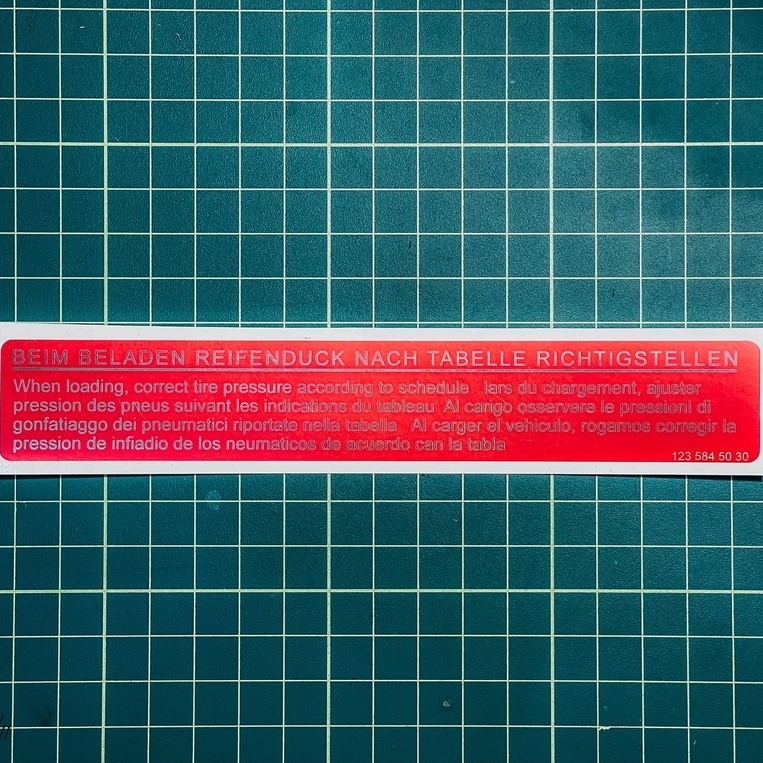 BEIM BELADEN REIFENDUCK NACH TABELLE RICHTIGSTELLEN
When loading, correct tire pressure according to schedule lars du chargement, ajuster
pression des pneus suivant les indications du tableau Al cango osservare le pressioni di
gonfatiaggo dei pneumatici riportate nella tabella Al carger el vehiculo, rogamos corregir la
pression de infiadio de los neumaticos de acuerdo can la tabla
123 584 50 30